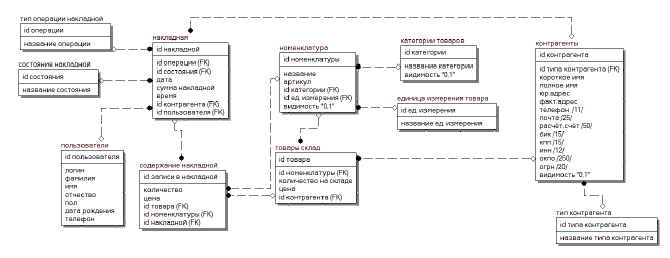 тип операции накладной
id операции
название операции
состояние накладной
id состояния
название состояния
накладная
id накладной
id операции (FK)
id состояния (FK)
дата
сумма накладной
время
id контрагента (FK)
id пользователя (FK)
пользователи
id пользователя
логин
фамилия
имя
отчество
пол
дата рождения
телефон
содержание накладной
id записи в накладной
количество
цена
id товара (FK)
id номенклатуры (FK)
id накладной (FK)
номенклатура
id номенклатуры
название
артикул
id категории (FK)
id ед. измерения (FK)
видимость "0,1"
товары склад
id товара
id номенклатуры (FK)
количество на складе
цена
id контрагента (FK)
категории товаров
id категории
название категории
видимость "0,1"
единица измерения товара
id ед. измерения
название ед. измерения
контрагенты
id контрагента
id типа контрагента (FK)
короткое имя
полное имя
юр.адрес
факт.адрес
телефон /11/
почта /25/
расчёт.счёт /50/
бик /15/
кпп /15/
инн /12/
окпо /250/
огрн /20/
видимость "0,1"
тип контрагента
id типа контрагента
название типа контрагента